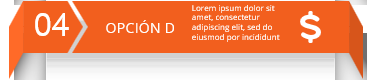 04
OPCIÓN D
Lorem ipsum dolor sit
amet, consectetur
adipiscing elit, sed do
eiusmod por incididunt
$